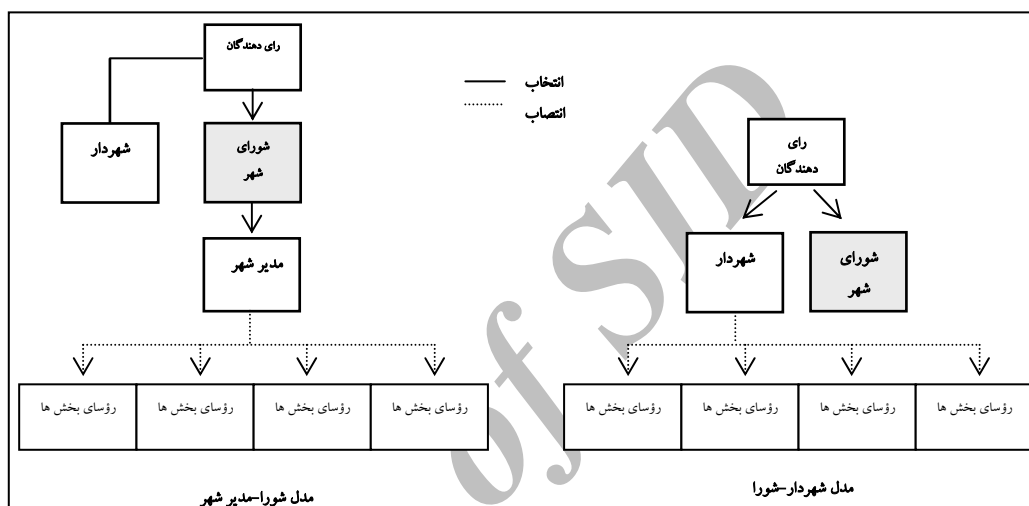 رای دهندگان
انتخاب
انتصاب
شهردار
شورای
شهر
مدیر شهر
رؤسای بخش ها
رؤسای بخش ها
رؤسای بخش ها
رؤسای بخش ها
مدل شورا-مدیر شهر
رای
دهندگان
شهردار
شورای
شهر
رؤسای بخش ها
رؤسای بخش ها
رؤسای بخش ها
رؤسای بخش ها
مدل شهردار-شورا
of SID